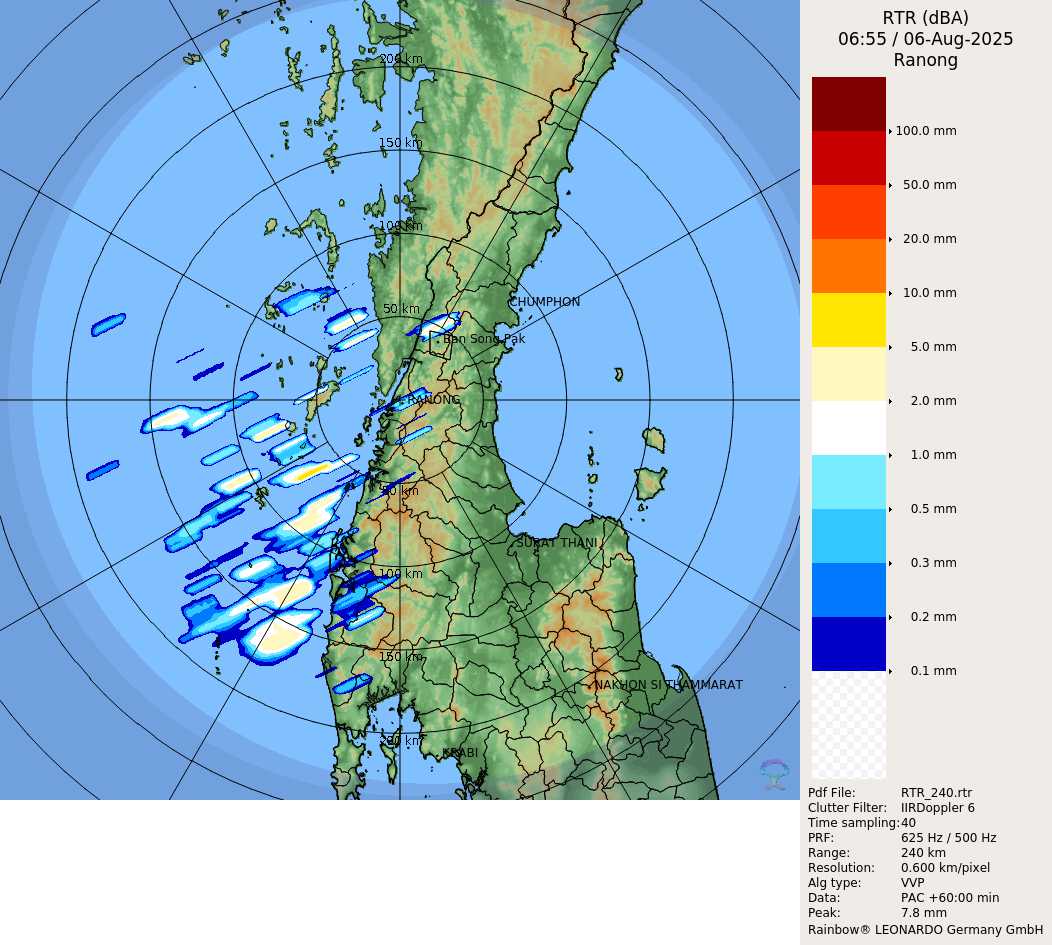 RTR (dBA)
06:55 / 06-Aug-2025
Ranong
200 km
150 km
100 km
50 km
CHUMPHON
Ban Song Pak
RANONG
50 km
SURAT THANI
100 km
150 km
NAKHON SI THAMMARAT
200 km
KRABI
100.0 mm
50.0 mm
20.0 mm
10.0 mm
5.0 mm
2.0 mm
1.0 mm
0.5 mm
0.3 mm
0.2 mm
0.1 mm
Pdf File: RTR_240.rtr
Clutter Filter: IIRDoppler 6
Time sampling:40
PRF: 625 Hz / 500 Hz
Range: 240 km
Resolution: 0.600 km/pixel
Alg type: VVP
Data: PAC +60:00 min
Peak: 7.8 mm
Rainbow® LEONARDO Germany GmbH